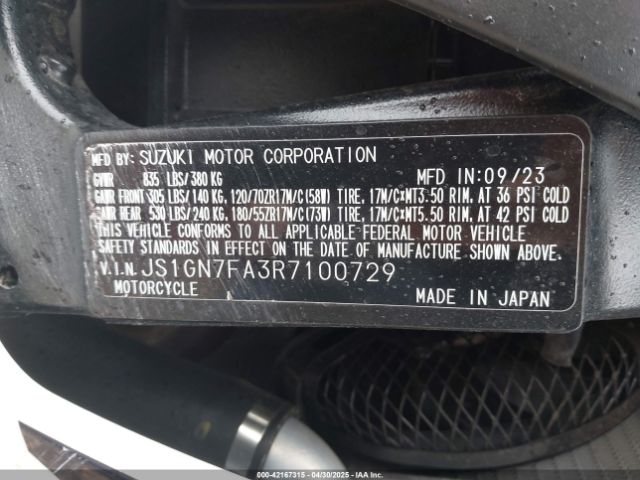 MFD BY: SUZUKI MOTOR CORPORATION MFD IN: 09/23
GVWR 835 LBS/380 KG
GAWR FRONT 305 LBS/140 KG, 120/70ZR17M/C(58W) TIRE, 17M/C×MT3.50 RIM, AT 36 PSI COLD
GAWR REAR 530 LBS/240 KG, 180/55ZR17M/C(73W) TIRE, 17M/C×MT5.50 RIM, AT 42 PSI COLD
THIS VEHICLE CONFORMS TO ALL APPLICABLE FEDERAL MOTOR VEHICLE
SAFETY STANDARDS IN EFFECT ON THE DATE OF MANUFACTURE SHOWN ABOVE.
V.I.N. JS1GN7FA3R7100729
MOTORCYCLE MADE IN JAPAN
000-42167315 - 04/30/2025 - IAA Inc.